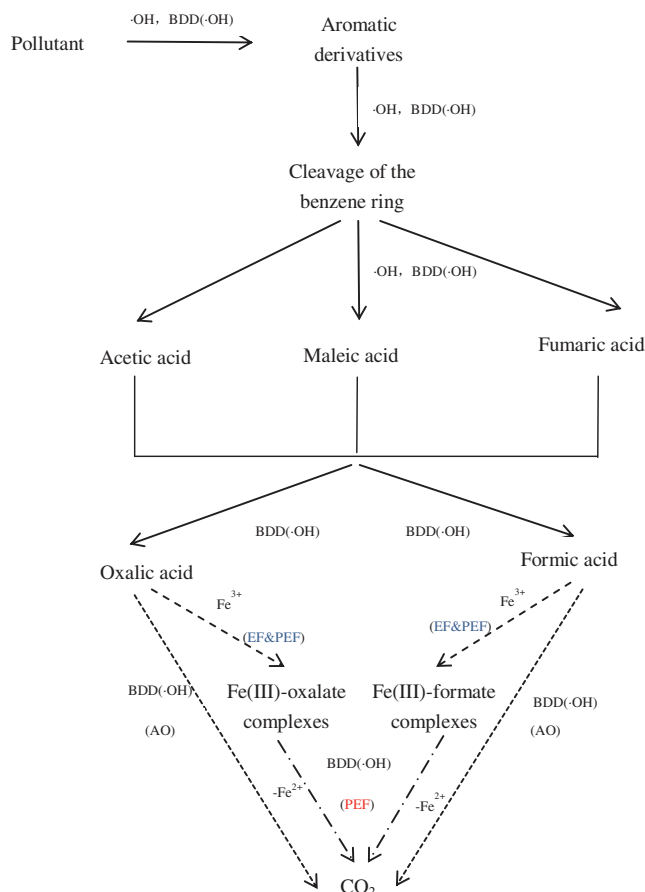 ·OH, BDD(·OH)
Pollutant
Aromatic
derivatives
·OH, BDD(·OH)
Cleavage of the
benzene ring
·OH, BDD(·OH)
Acetic acid
Maleic acid
Fumaric acid
BDD(·OH)
BDD(·OH)
Oxalic acid
Formic acid
Fe3+
Fe3+
(EF&PEF)
(EF&PEF)
BDD(·OH)
(AO)
Fe(III)-oxalate
complexes
Fe(III)-formate
complexes
BDD(·OH)
(AO)
BDD(·OH)
-Fe2+
(PEF)
-Fe2+
CO2